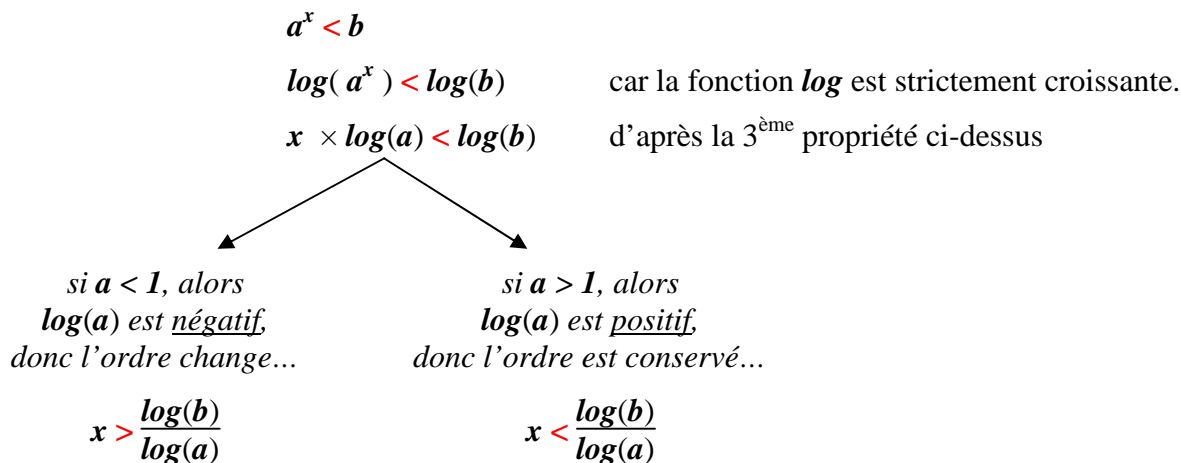 a^x < b
log( a^x ) < log(b) car la fonction log est strictement croissante.
x × log(a) < log(b) d'après la 3ème propriété ci-dessus
si a < 1, alors
log(a) est négatif,
donc l'ordre change…
x > log(b)/log(a)
si a > 1, alors
log(a) est positif,
donc l'ordre est conservé…
x < log(b)/log(a)